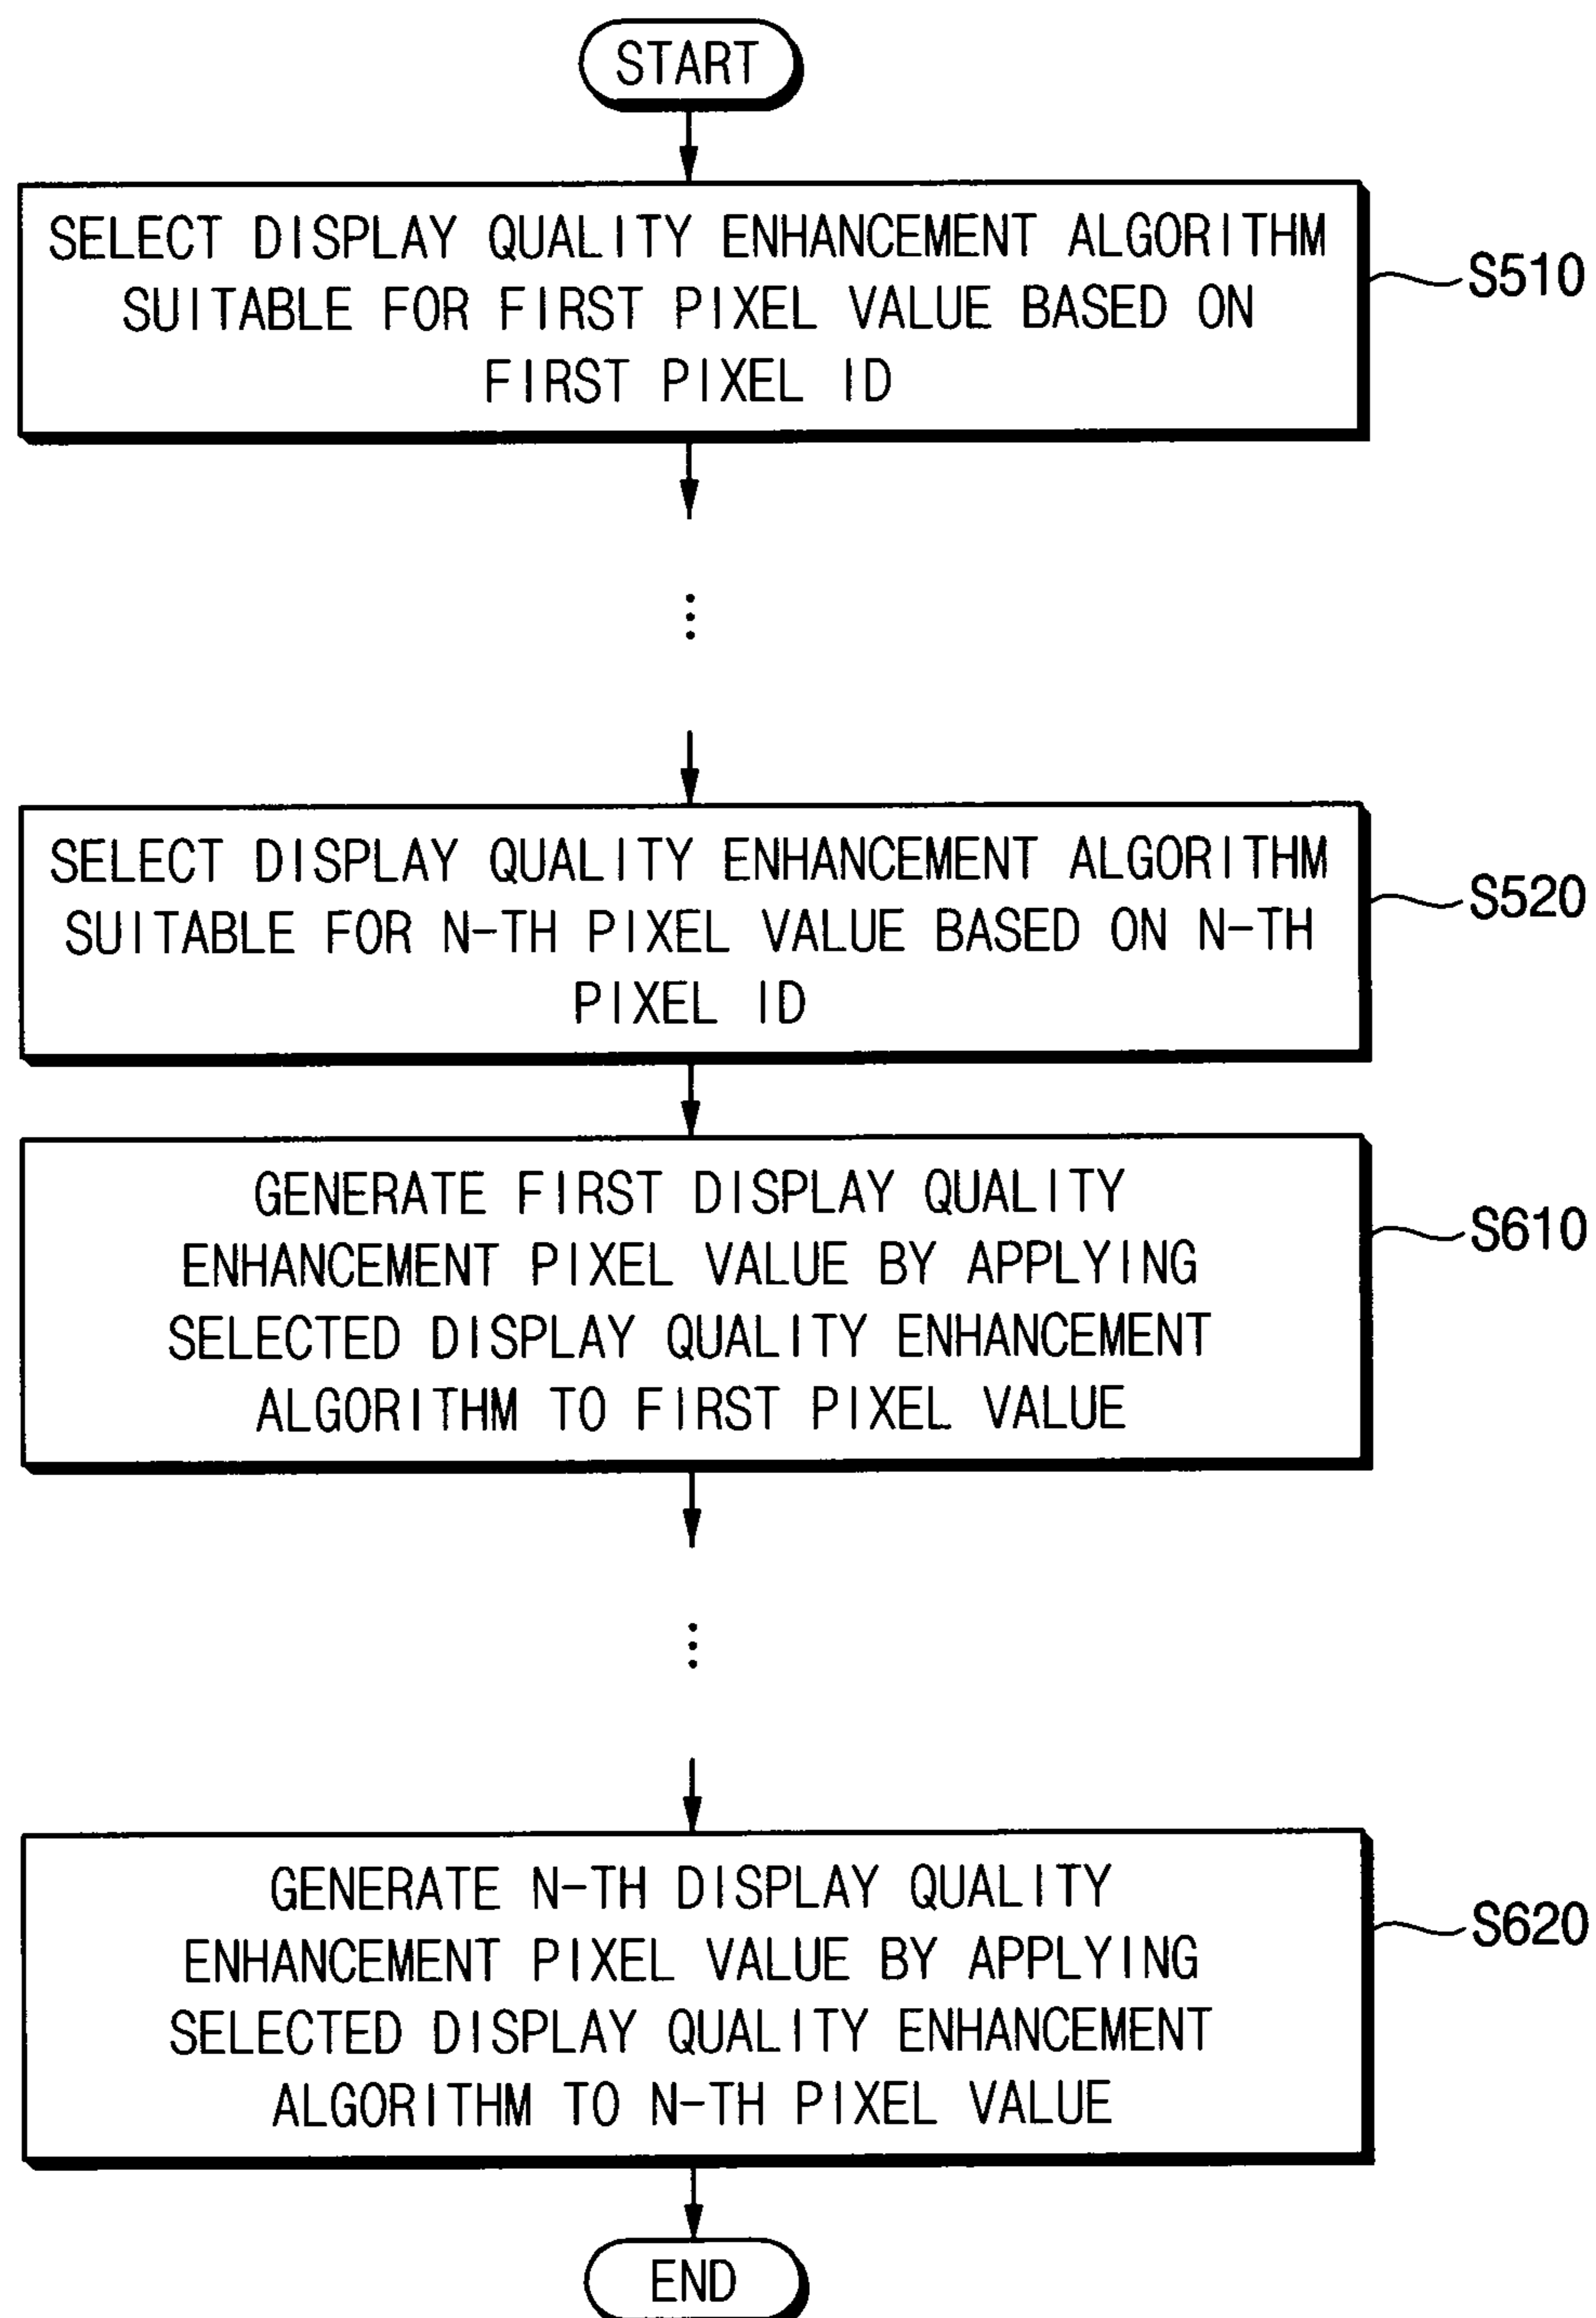 START
SELECT DISPLAY QUALITY ENHANCEMENT ALGORITHM
SUITABLE FOR FIRST PIXEL VALUE BASED ON
FIRST PIXEL ID
S510
SELECT DISPLAY QUALITY ENHANCEMENT ALGORITHM
SUITABLE FOR N-TH PIXEL VALUE BASED ON N-TH
PIXEL ID
S520
GENERATE FIRST DISPLAY QUALITY
ENHANCEMENT PIXEL VALUE BY APPLYING
SELECTED DISPLAY QUALITY ENHANCEMENT
ALGORITHM TO FIRST PIXEL VALUE
S610
GENERATE N-TH DISPLAY QUALITY
ENHANCEMENT PIXEL VALUE BY APPLYING
SELECTED DISPLAY QUALITY ENHANCEMENT
ALGORITHM TO N-TH PIXEL VALUE
S620
END